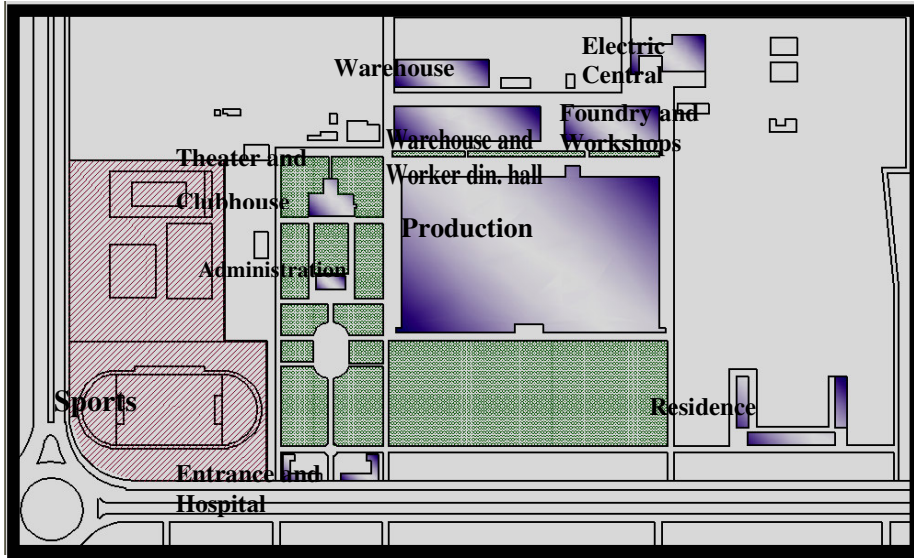 Electric
Central
Warehouse
Foundry and
Workshops
Warehouse and
Worker din. hall
Theater and
Clubhouse
Production
Administration
Sports
Residence
Entrance and
Hospital